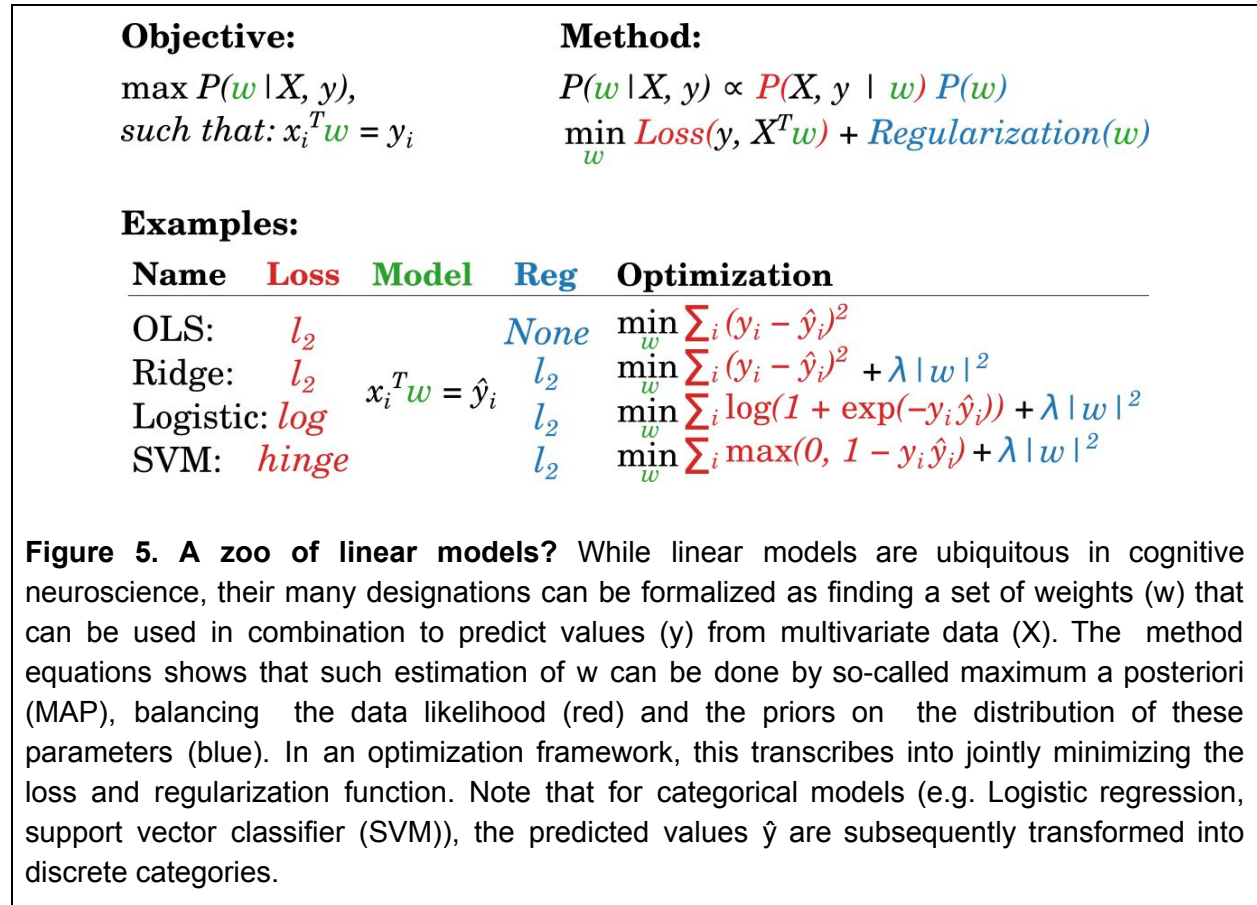 Objective: Method:
max P(w | X, y), P(w | X, y) ∝ P(X, y | w) P(w)
such that: xᵢᵀw = yᵢ min Loss(y, Xᵀw) + Regularization(w)
w
Examples:
Name Loss Model Reg Optimization
OLS: l₂ None min ∑ᵢ (yᵢ – ŷᵢ)²
w
Ridge: l₂ xᵢᵀw = ŷᵢ l₂ min ∑ᵢ (yᵢ – ŷᵢ)² + λ | w | ²
w
Logistic: log l₂ min ∑ᵢ log(1 + exp(–yᵢŷᵢ)) + λ | w | ²
w
SVM: hinge l₂ min ∑ᵢ max(0, 1 – yᵢŷᵢ) + λ | w | ²
w
Figure 5. A zoo of linear models? While linear models are ubiquitous in cognitive
neuroscience, their many designations can be formalized as finding a set of weights (w) that
can be used in combination to predict values (y) from multivariate data (X). The method
equations shows that such estimation of w can be done by so-called maximum a posteriori
(MAP), balancing the data likelihood (red) and the priors on the distribution of these
parameters (blue). In an optimization framework, this transcribes into jointly minimizing the
loss and regularization function. Note that for categorical models (e.g. Logistic regression,
support vector classifier (SVM)), the predicted values ŷ are subsequently transformed into
discrete categories.